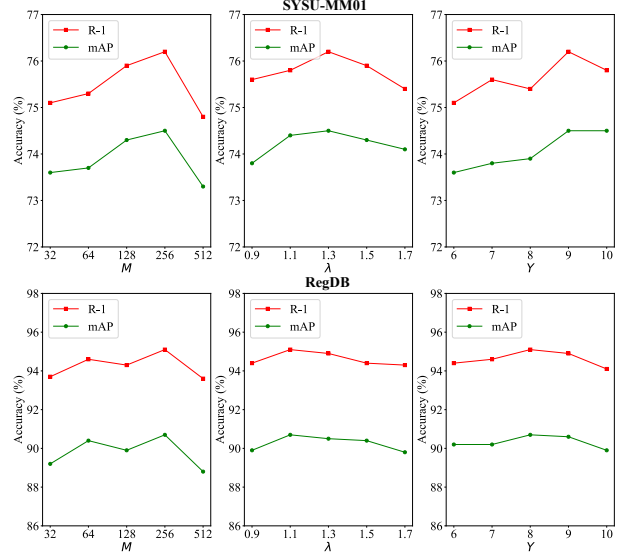 SYSU-MM01
77
76
75
74
73
72
Accuracy (%)
R-1
mAP
32 64 128 256 512
M
77
76
75
74
73
72
Accuracy (%)
R-1
mAP
0.9 1.1 1.3 1.5 1.7
λ
77
76
75
74
73
72
Accuracy (%)
R-1
mAP
6 7 8 9 10
Y
RegDB
98
96
94
92
90
88
86
Accuracy (%)
R-1
mAP
32 64 128 256 512
M
98
96
94
92
90
88
86
Accuracy (%)
R-1
mAP
0.9 1.1 1.3 1.5 1.7
λ
98
96
94
92
90
88
86
Accuracy (%)
R-1
mAP
6 7 8 9 10
Y